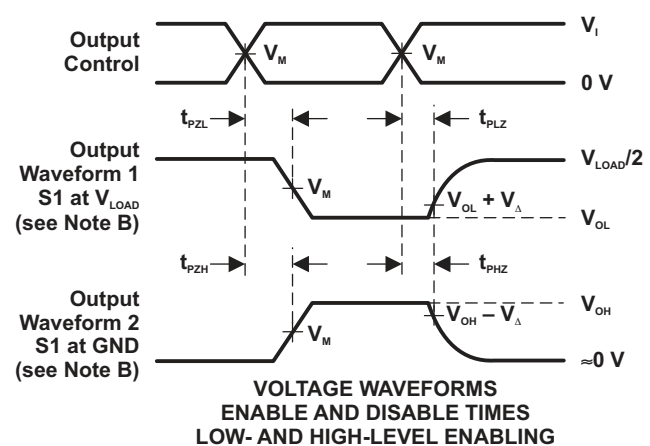 Output
Control
V_M
V_M
V_I
0 V
t_PZL
t_PLZ
Output
Waveform 1
S1 at V_LOAD
(see Note B)
V_M
V_LOAD/2
V_OL + V_Δ
V_OL
t_PZH
t_PHZ
Output
Waveform 2
S1 at GND
(see Note B)
V_M
V_OH
V_OH – V_Δ
≈0 V
VOLTAGE WAVEFORMS
ENABLE AND DISABLE TIMES
LOW- AND HIGH-LEVEL ENABLING